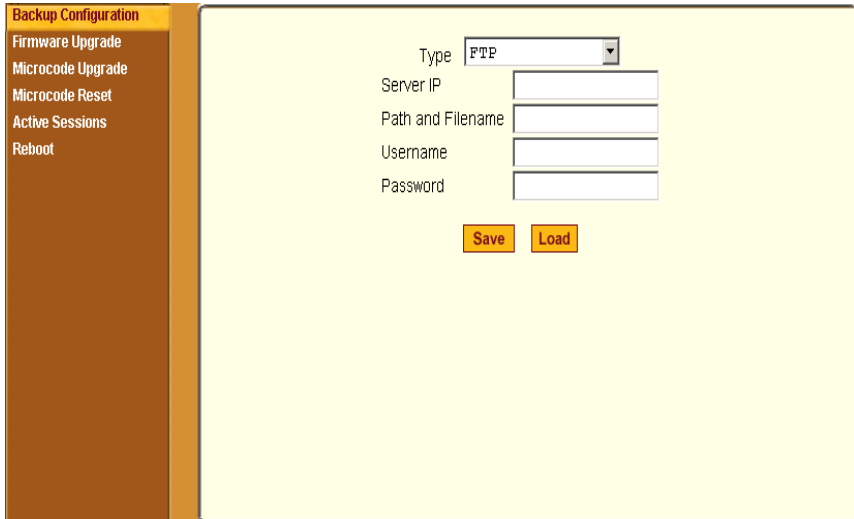 Backup Configuration
Firmware Upgrade
Microcode Upgrade
Microcode Reset
Active Sessions
Reboot
Type FTP
Server IP
Path and Filename
Username
Password
Save Load